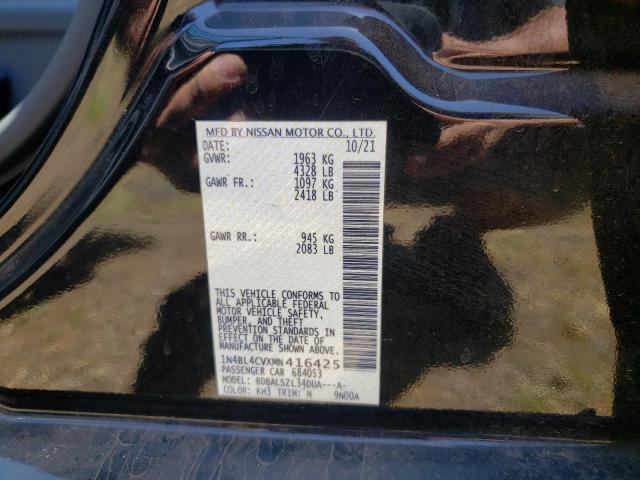 MFD BY NISSAN MOTOR CO., LTD.
DATE: 10/21
GVWR: 1963 KG
4328 LB
GAWR FR.: 1097 KG
2418 LB
GAWR RR.: 945 KG
2083 LB
THIS VEHICLE CONFORMS TO
ALL APPLICABLE FEDERAL
MOTOR VEHICLE SAFETY,
BUMPER, AND THEFT
PREVENTION STANDARDS IN
EFFECT ON THE DATE OF
MANUFACTURE SHOWN ABOVE.
1N4BL4CVXMN416425
PASSENGER CAR 684053
MODEL: BDBALSZL34DUA---A-
COLOR: KH3 TRIM: N 9N00A